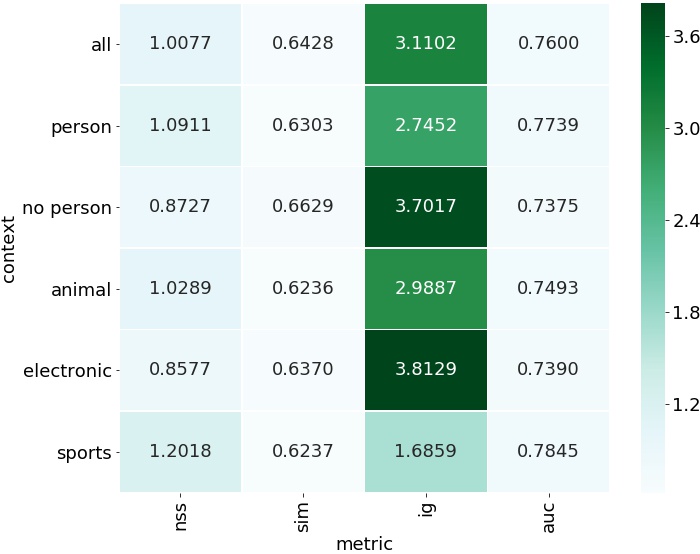 all 1.0077 0.6428 3.1102 0.7600
person 1.0911 0.6303 2.7452 0.7739
no person 0.8727 0.6629 3.7017 0.7375
animal 1.0289 0.6236 2.9887 0.7493
electronic 0.8577 0.6370 3.8129 0.7390
sports 1.2018 0.6237 1.6859 0.7845
context
nss sim ig auc
metric
3.6
3.0
2.4
1.8
1.2